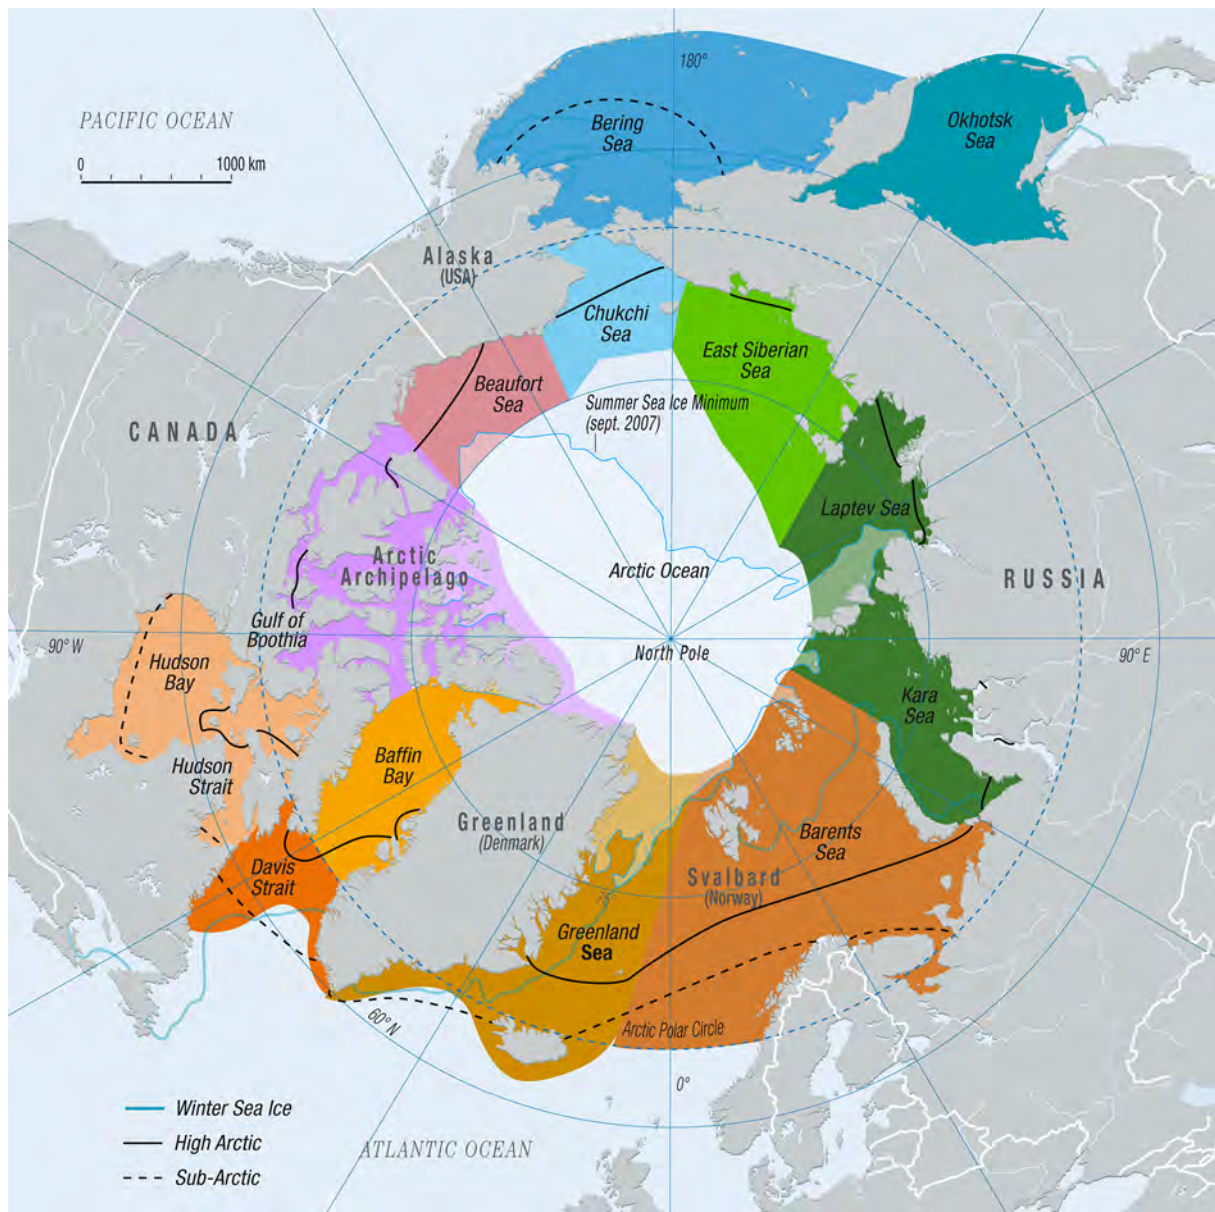 180°
PACIFIC OCEAN
0
1000 km
Bering
Sea
Okhotsk
Sea
Alaska
(USA)
Chukchi
Sea
East Siberian
Sea
Beaufort
Sea
Summer Sea Ice Minimum
(sept. 2007)
CANADA
Laptev Sea
Arctic
Archipelago
Arctic Ocean
RUSSIA
Gulf of
Boothia
90° W
North Pole
90° E
Hudson
Bay
Kara
Sea
Hudson
Strait
Baffin
Bay
Greenland
(Denmark)
Barents
Sea
Davis
Strait
Svalbard
(Norway)
Greenland
Sea
60° N
Arctic Polar Circle
0°
Winter Sea Ice
High Arctic
Sub-Arctic
ATLANTIC OCEAN